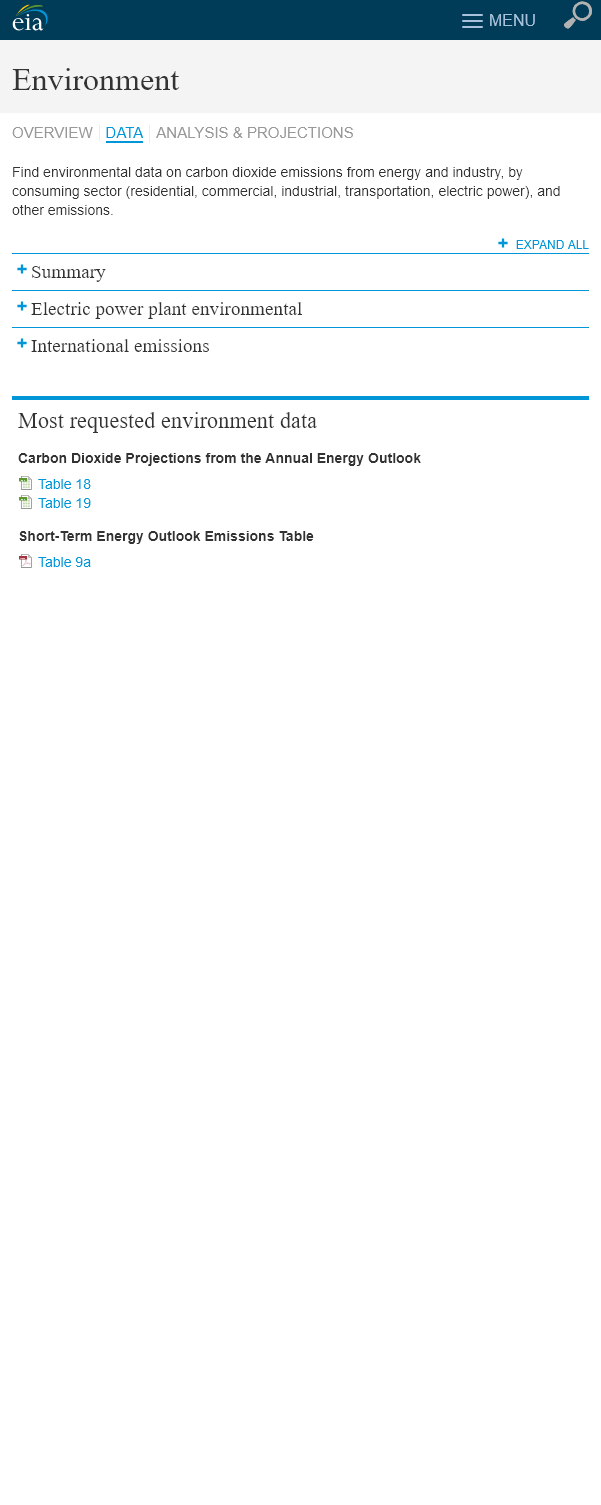 eia
MENU
Environment
OVERVIEW DATA ANALYSIS & PROJECTIONS
Find environmental data on carbon dioxide emissions from energy and industry, by
consuming sector (residential, commercial, industrial, transportation, electric power), and
other emissions.
+ EXPAND ALL
+ Summary
+ Electric power plant environmental
+ International emissions
Most requested environment data
Carbon Dioxide Projections from the Annual Energy Outlook
Table 18
Table 19
Short-Term Energy Outlook Emissions Table
Table 9a